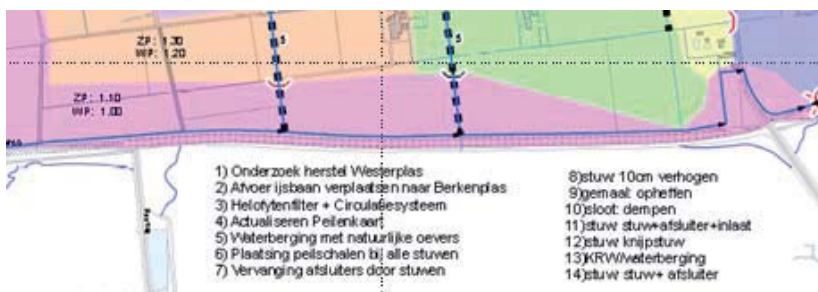 ZP: 1.30
WP: 1.20
5
5
ZP: 1.10
WP: 1.00
1) Onderzoek herstel Westerplas
2) Afvoer ijsbaan verplaatsen naar Berkenplas
3) Helofytenfilter + Circulatiesysteem
4) Actualiseren Peilenkaart
5) Waterberging met natuurlijke oevers
6) Plaatsing peilschalen bij alle stuwen
7) Vervanging afsluiters door stuwen
8)stuw: 10cm verhogen
9)gemaal: opheffen
10)sloot: dempen
11)stuw: stuw+afsluiter+inlaat
12)stuw: knijpstuw
13)KRW/waterberging
14)stuw: stuw+ afsluiter